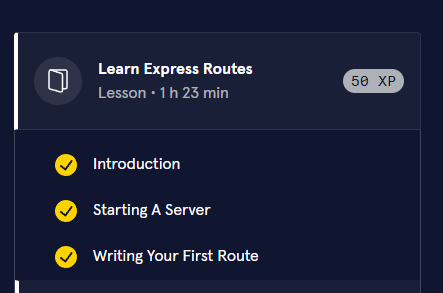 Learn Express Routes
Lesson • 1 h 23 min
50 XP
Introduction
Starting A Server
Writing Your First Route